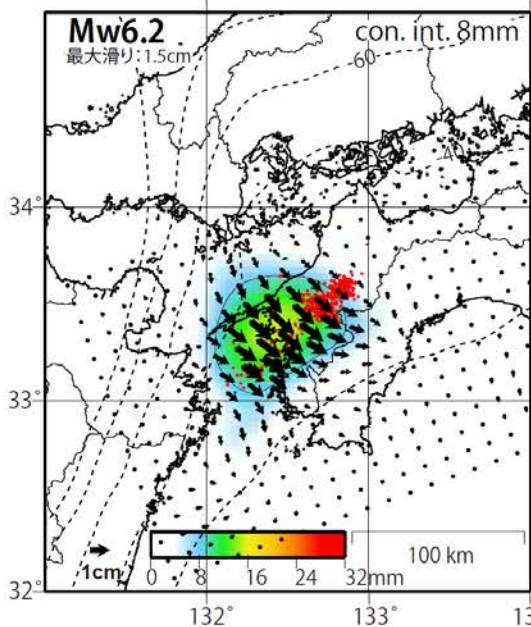 Mw6.2
con. int. 8mm
最大滑り：1.5cm
-60
34°
33°
1cm
0 8 16 24 32mm
100 km
32°
132° 133°